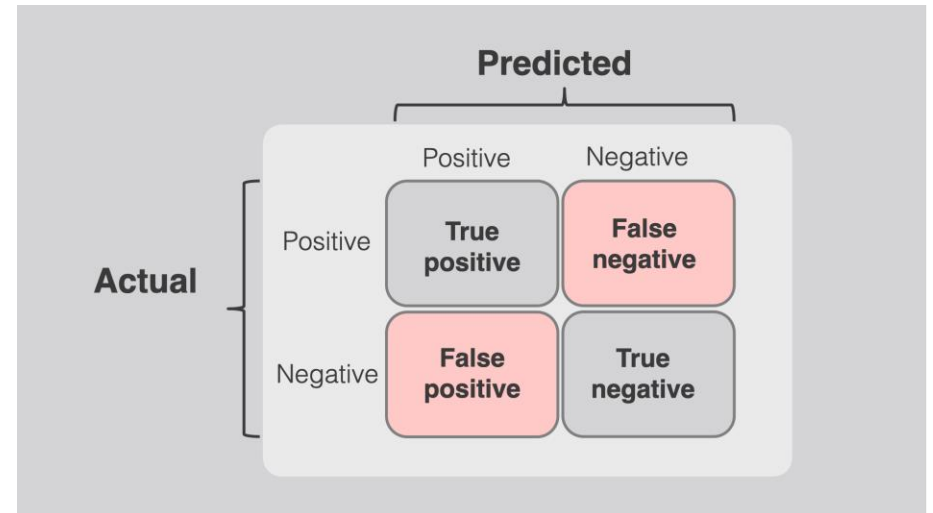 Predicted
Positive Negative
Actual
Positive
True
positive
False
negative
Negative
False
positive
True
negative